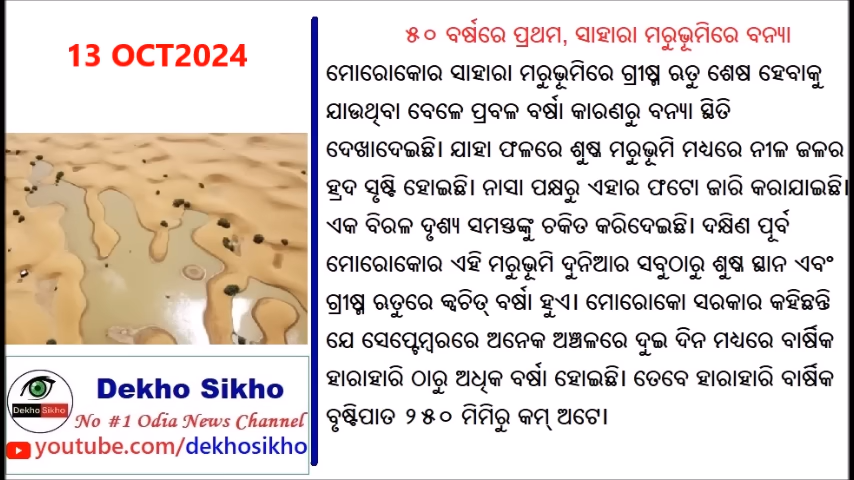 13 OCT2024
୫୦ ବର୍ଷରେ ପ୍ରଥମ, ସାହାରା ମରୁଭୂମିରେ ବନ୍ୟା
ମୋରୋକୋର ସାହାରା ମରୁଭୂମିରେ ଗ୍ରୀଷ୍ମ ଋତୁ ଶେଷ ହେବାକୁ
ଯାଉଥିବା ବେଳେ ପ୍ରବଳ ବର୍ଷା କାରଣରୁ ବନ୍ୟା ସ୍ଥିତି
ଦେଖାଦେଇଛି। ଯାହା ଫଳରେ ଶୁଷ୍କ ମରୁଭୂମି ମଧ୍ୟରେ ନୀଳ ଜଳର
ହ୍ରଦ ସୃଷ୍ଟି ହୋଇଛି। ନାସା ପକ୍ଷରୁ ଏହାର ଫଟୋ ଜାରି କରାଯାଇଛି।
ଏକ ବିରଳ ଦୃଶ୍ୟ ସମସ୍ତଙ୍କୁ ଚକିତ କରିଦେଇଛି। ଦକ୍ଷିଣ ପୂର୍ବ
ମୋରୋକୋର ଏହି ମରୁଭୂମି ଦୁନିଆର ସବୁଠାରୁ ଶୁଷ୍କ ସ୍ଥାନ ଏବଂ
ଗ୍ରୀଷ୍ମ ଋତୁରେ କ୍ୱଚିତ୍ ବର୍ଷା ହୁଏ। ମୋରୋକୋ ସରକାର କହିଛନ୍ତି
ଯେ ସେପ୍ଟେମ୍ବରରେ ଅନେକ ଅଞ୍ଚଳରେ ଦୁଇ ଦିନ ମଧ୍ୟରେ ବାର୍ଷିକ
ହାରାହାରି ଠାରୁ ଅଧିକ ବର୍ଷା ହୋଇଛି। ତେବେ ହାରାହାରି ବାର୍ଷିକ
ବୃଷ୍ଟିପାତ ୨୫୦ ମିମିରୁ କମ୍ ଅଟେ।
Dekho Sikho
Dekho Sikho
No #1 Odia News Channel
youtube.com/dekhosikho